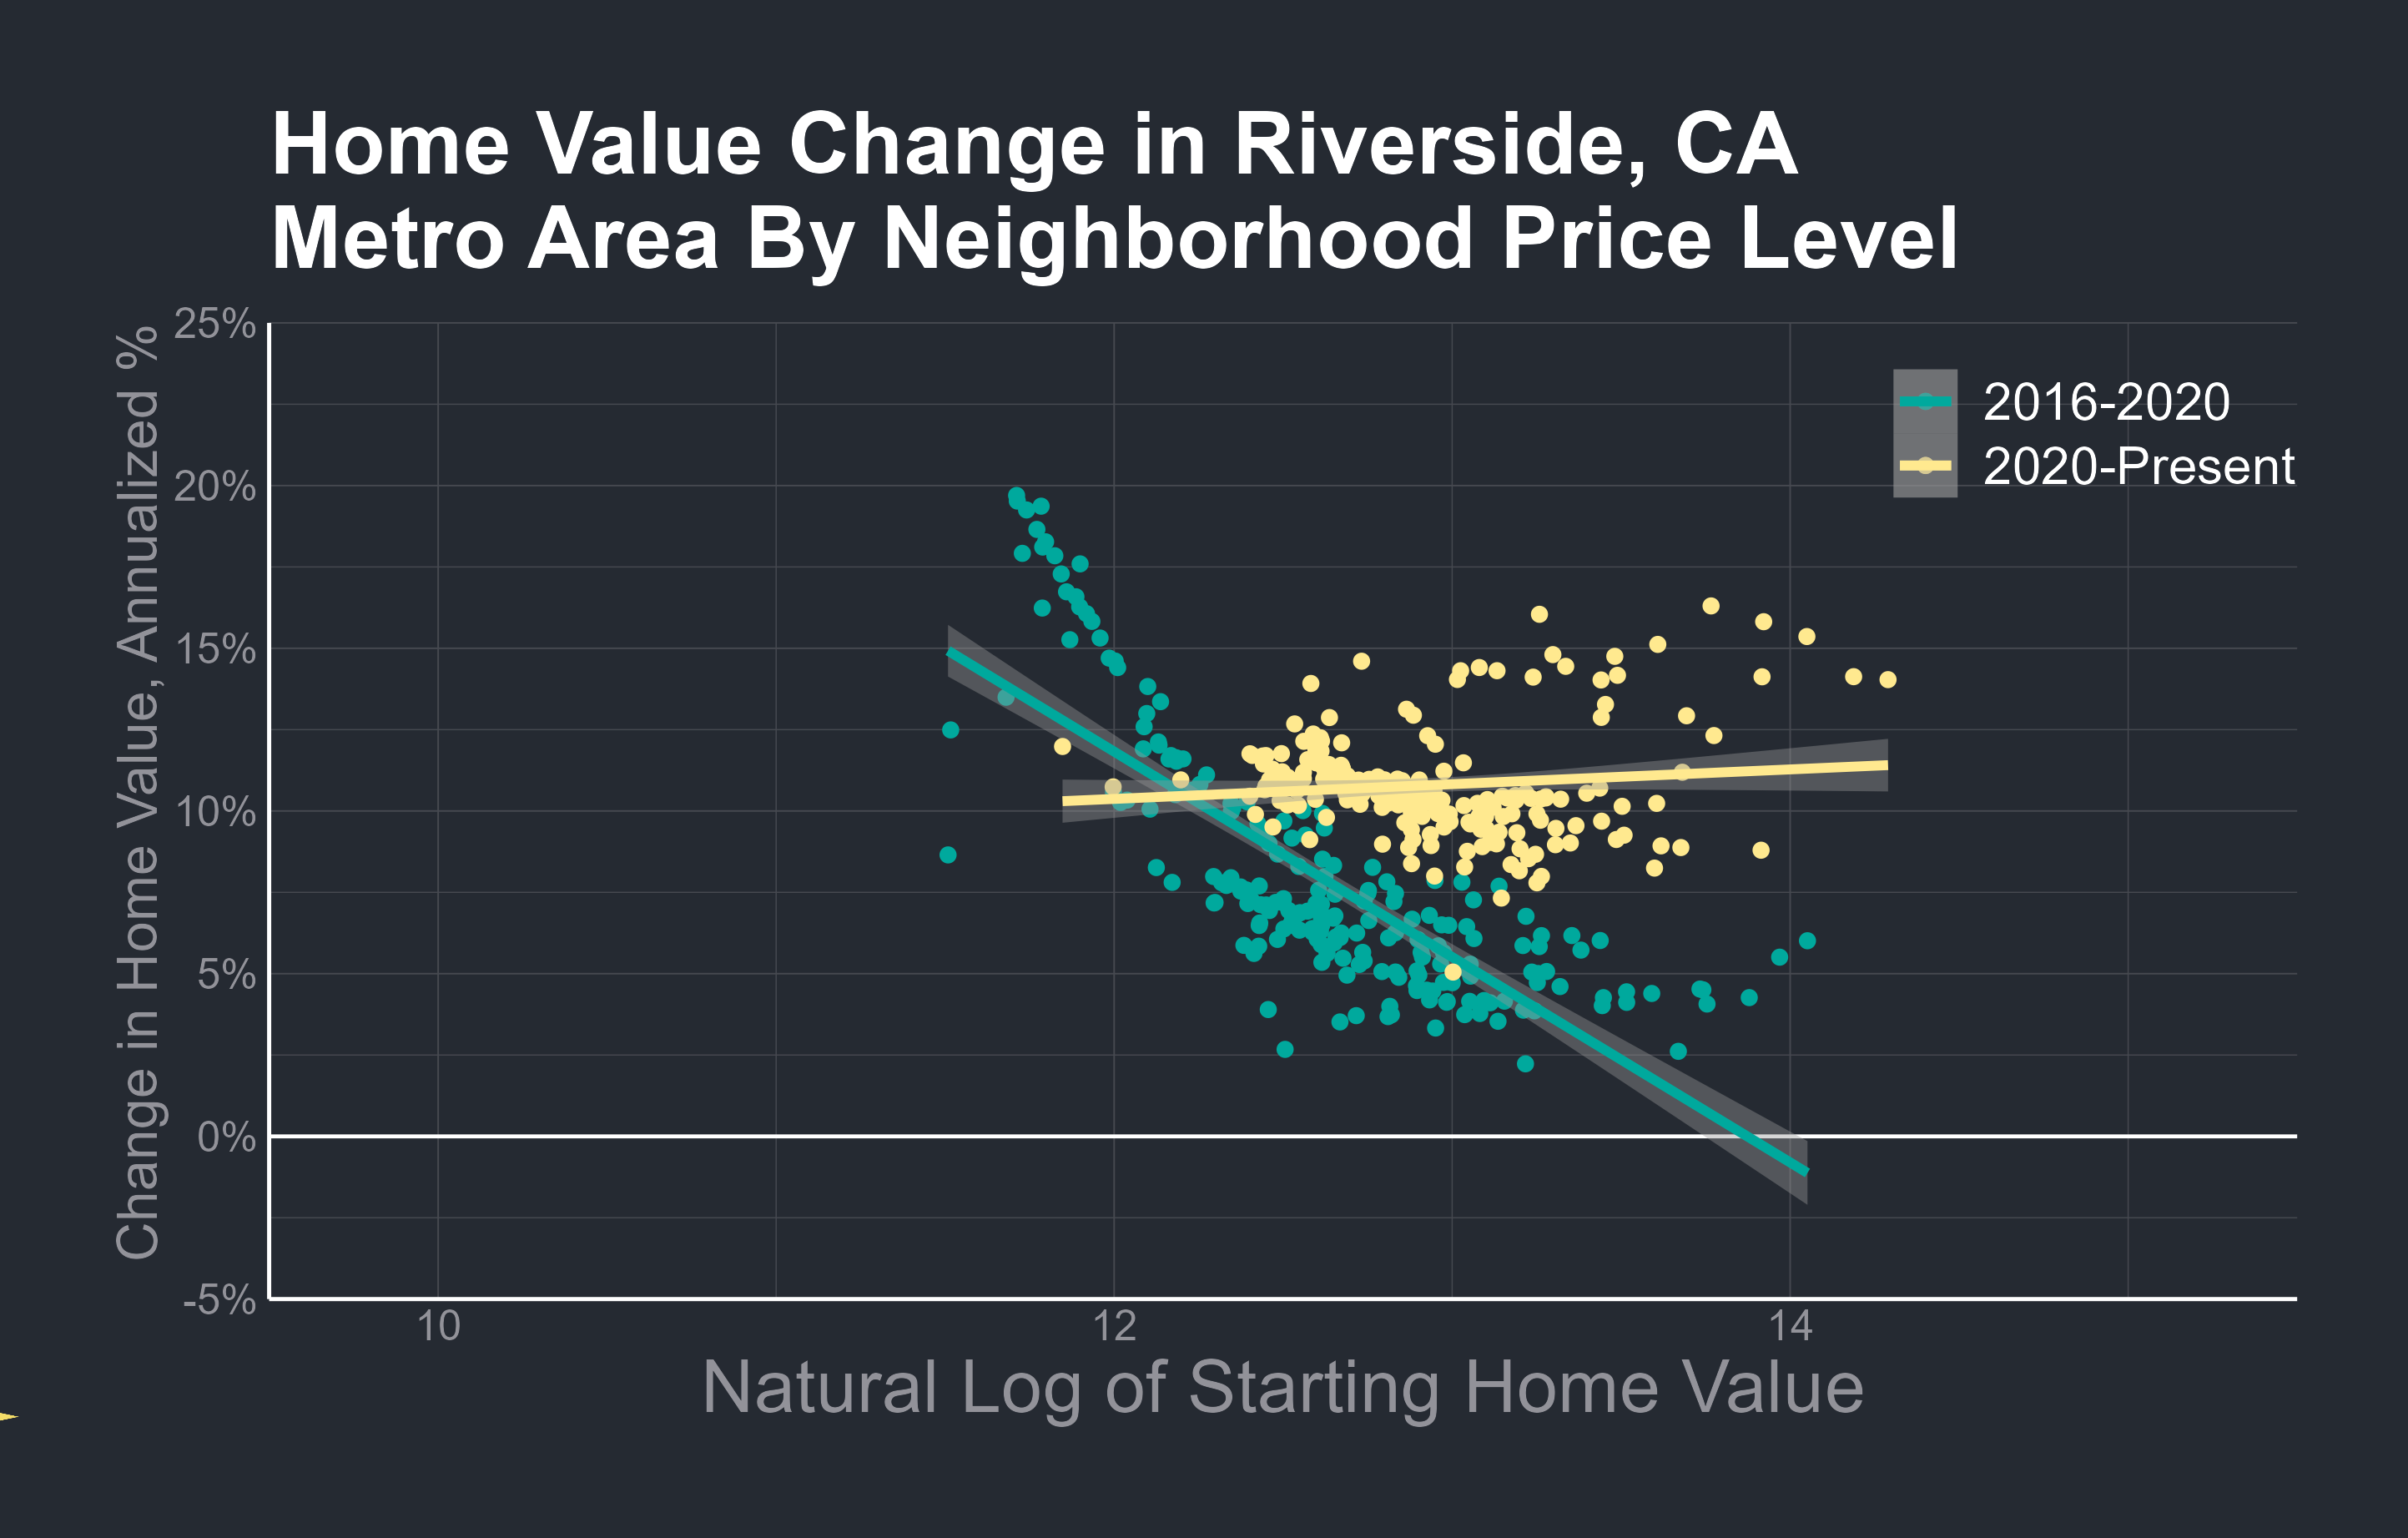 Home Value Change in Riverside, CA
Metro Area By Neighborhood Price Level
Change in Home Value, Annualized %
25%
20%
15%
10%
5%
0%
-5%
2016-2020
2020-Present
10
12
14
Natural Log of Starting Home Value